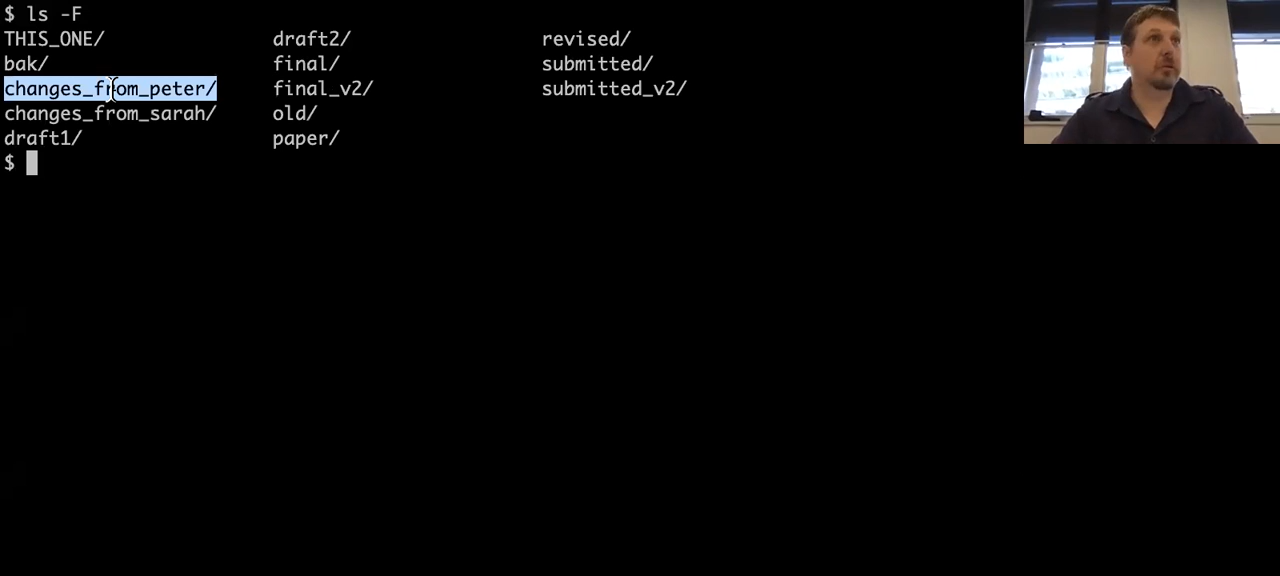 $ ls -F
THIS_ONE/ draft2/ revised/
bak/ final/ submitted/
changes_from_peter/ final_v2/ submitted_v2/
changes_from_sarah/ old/
draft1/ paper/
$